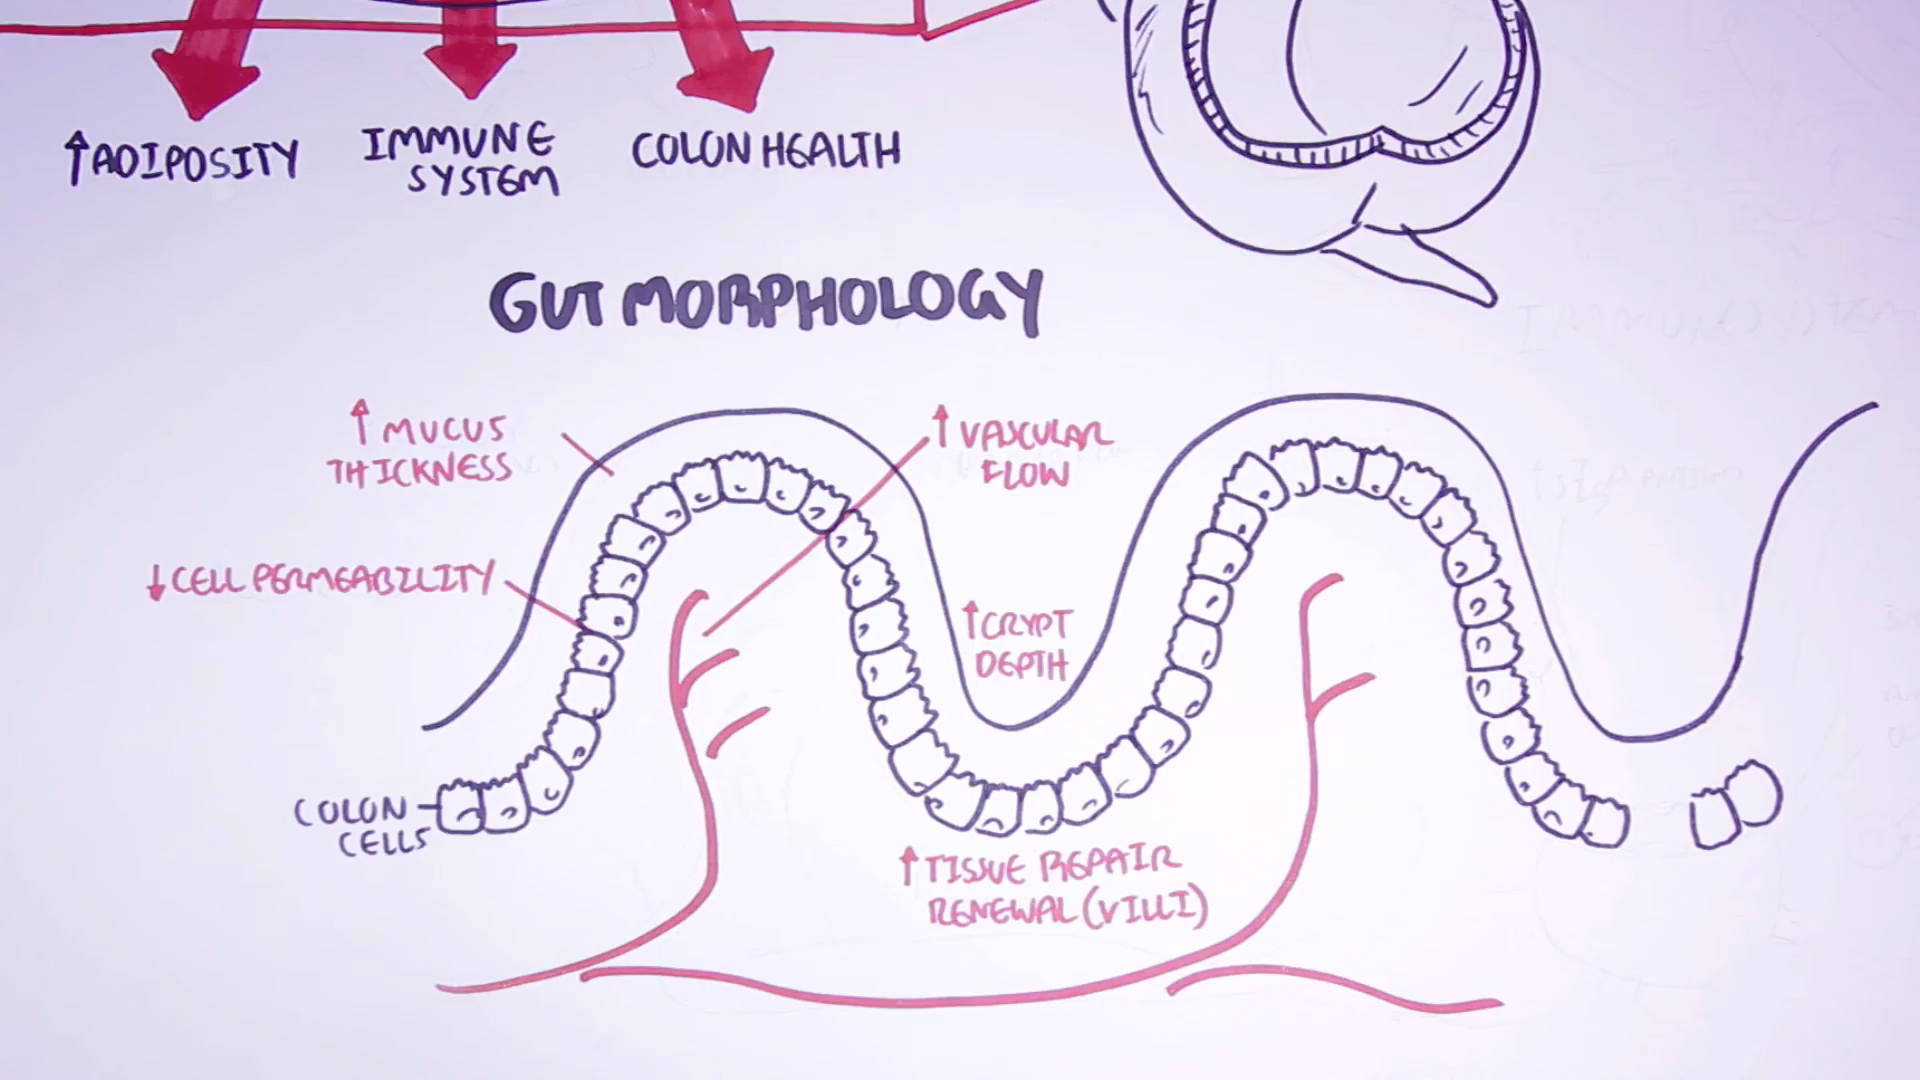 ↑ADIPOSITY
IMMUNE
SYSTEM
COLON HEALTH
GUT MORPHOLOGY
↑ MUCUS
THICKNESS
↑ VASCULAR
FLOW
↓ CELL PERMEABILITY
↑CRYPT
DEPTH
COLON
CELLS
↑TISSUE REPAIR
RENEWAL (VILLI)